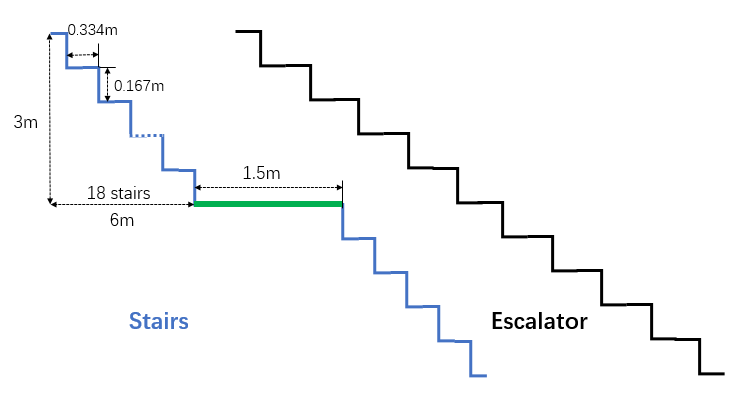 0.334m
0.167m
3m
1.5m
18 stairs
6m
Stairs
Escalator